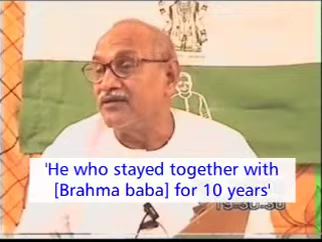 'He who stayed together with
[Brahma baba] for 10 years'